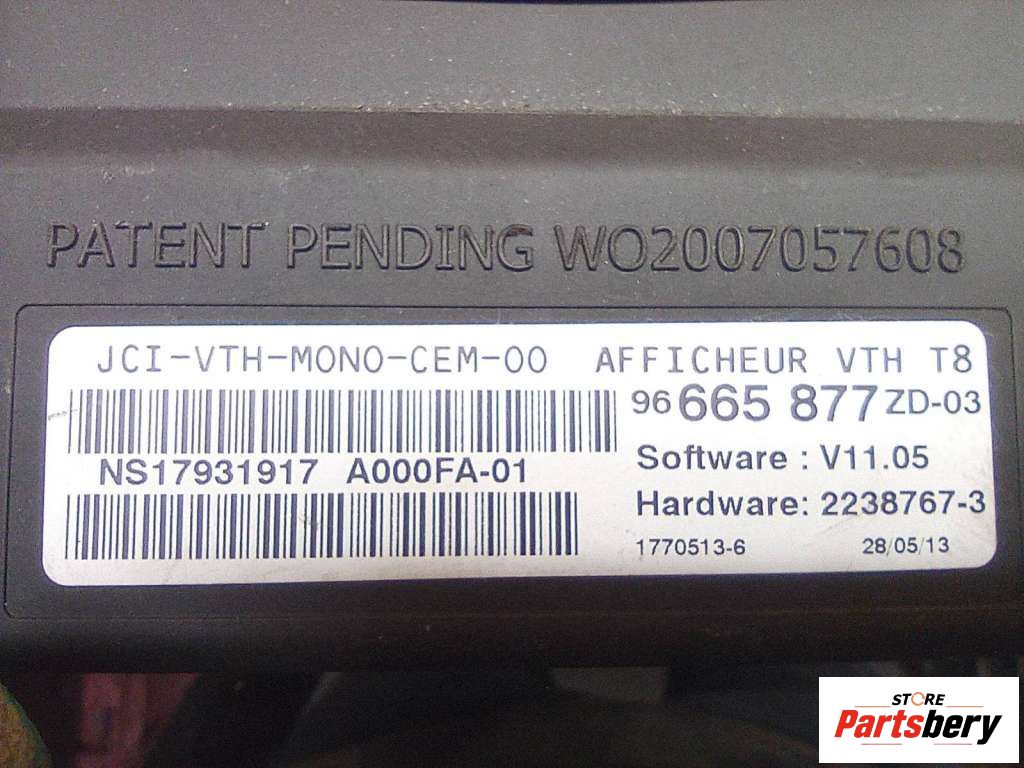 PATENT PENDING WO2007057608
JCI-VTH-MONO-CEM-00 AFFICHEUR VTH T8
96 665 877 ZD-03
NS17931917 A000FA-01
Software : V11.05
Hardware: 2238767-3
1770513-6 28/05/13
STORE
Partsbery